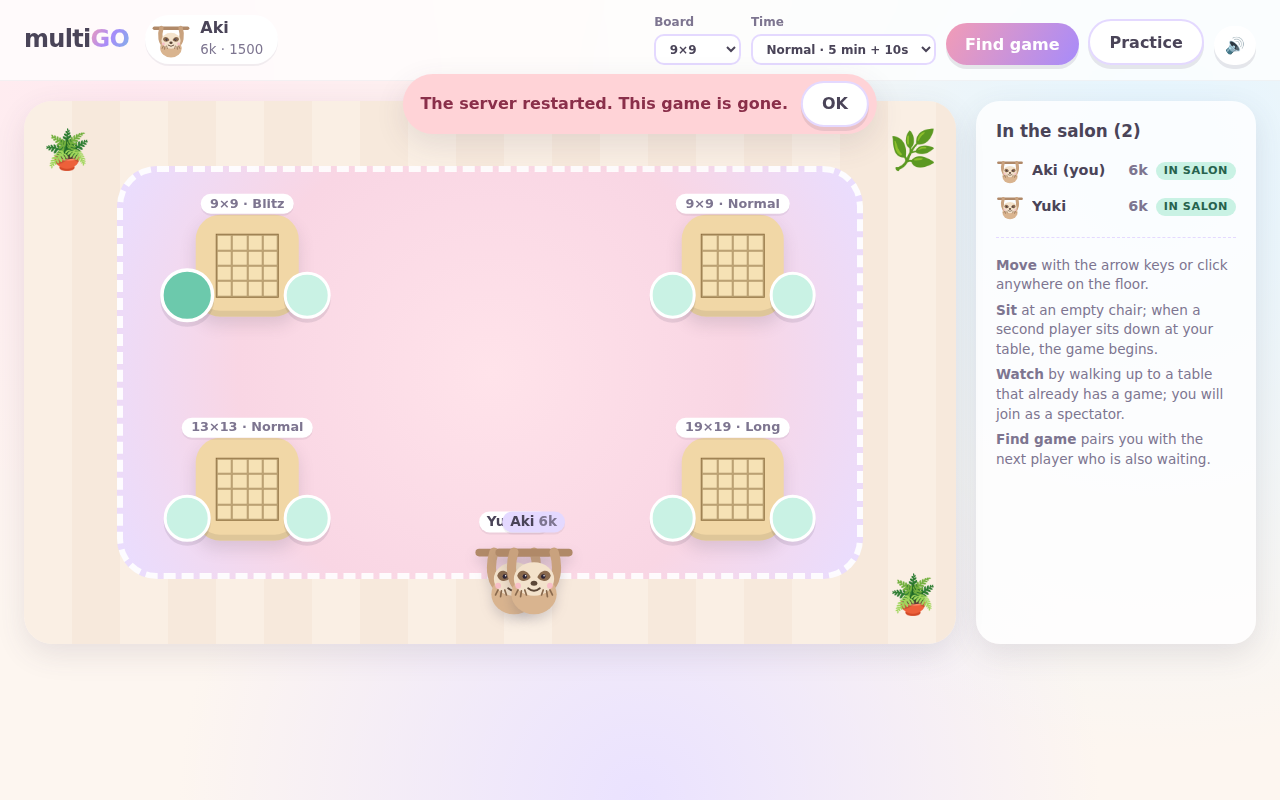 multiGO
Aki
6k · 1500
Board
9×9
Time
Normal · 5 min + 10s
Find game
Practice
The server restarted. This game is gone.
OK
9×9 · Blitz
9×9 · Normal
13×13 · Normal
19×19 · Long
Yu
Aki 6k
In the salon (2)
Aki (you) 6k IN SALON
Yuki 6k IN SALON
Move with the arrow keys or click
anywhere on the floor.
Sit at an empty chair; when a
second player sits down at your
table, the game begins.
Watch by walking up to a table
that already has a game; you will
join as a spectator.
Find game pairs you with the
next player who is also waiting.